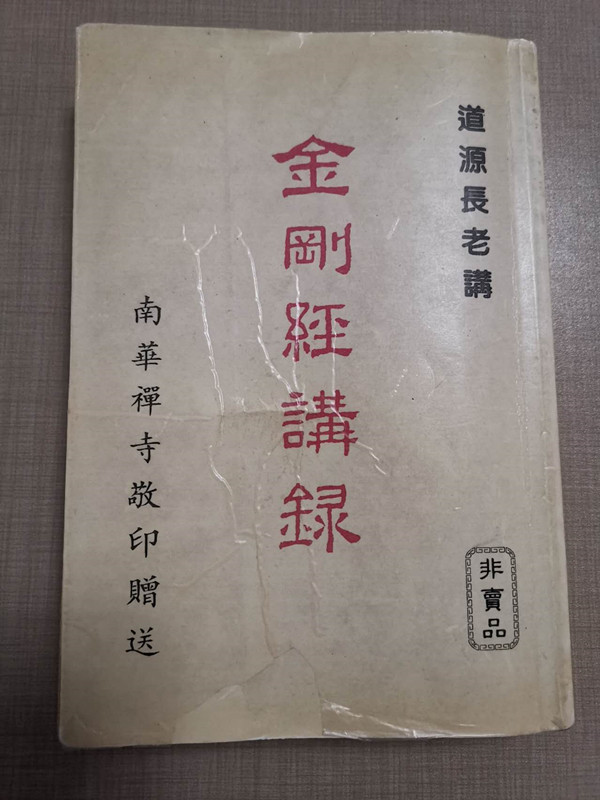 道源長老講
金剛經講録
南華禪寺敬印贈送
非賣品